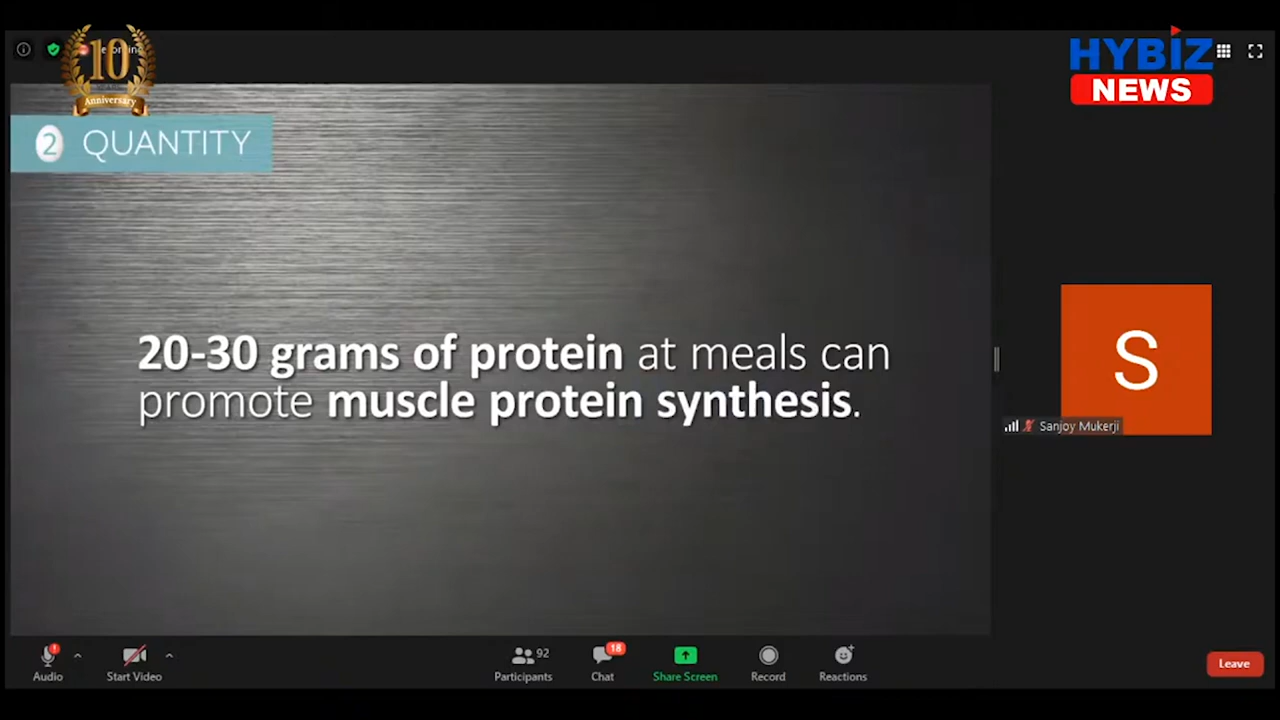 10
Anniversary
HYBIZ
NEWS
2 QUANTITY
20-30 grams of protein at meals can
promote muscle protein synthesis.
S
Sanjoy Mukerji
92
18
Audio
Start Video
Participants
Chat
Share Screen
Record
Reactions
Leave